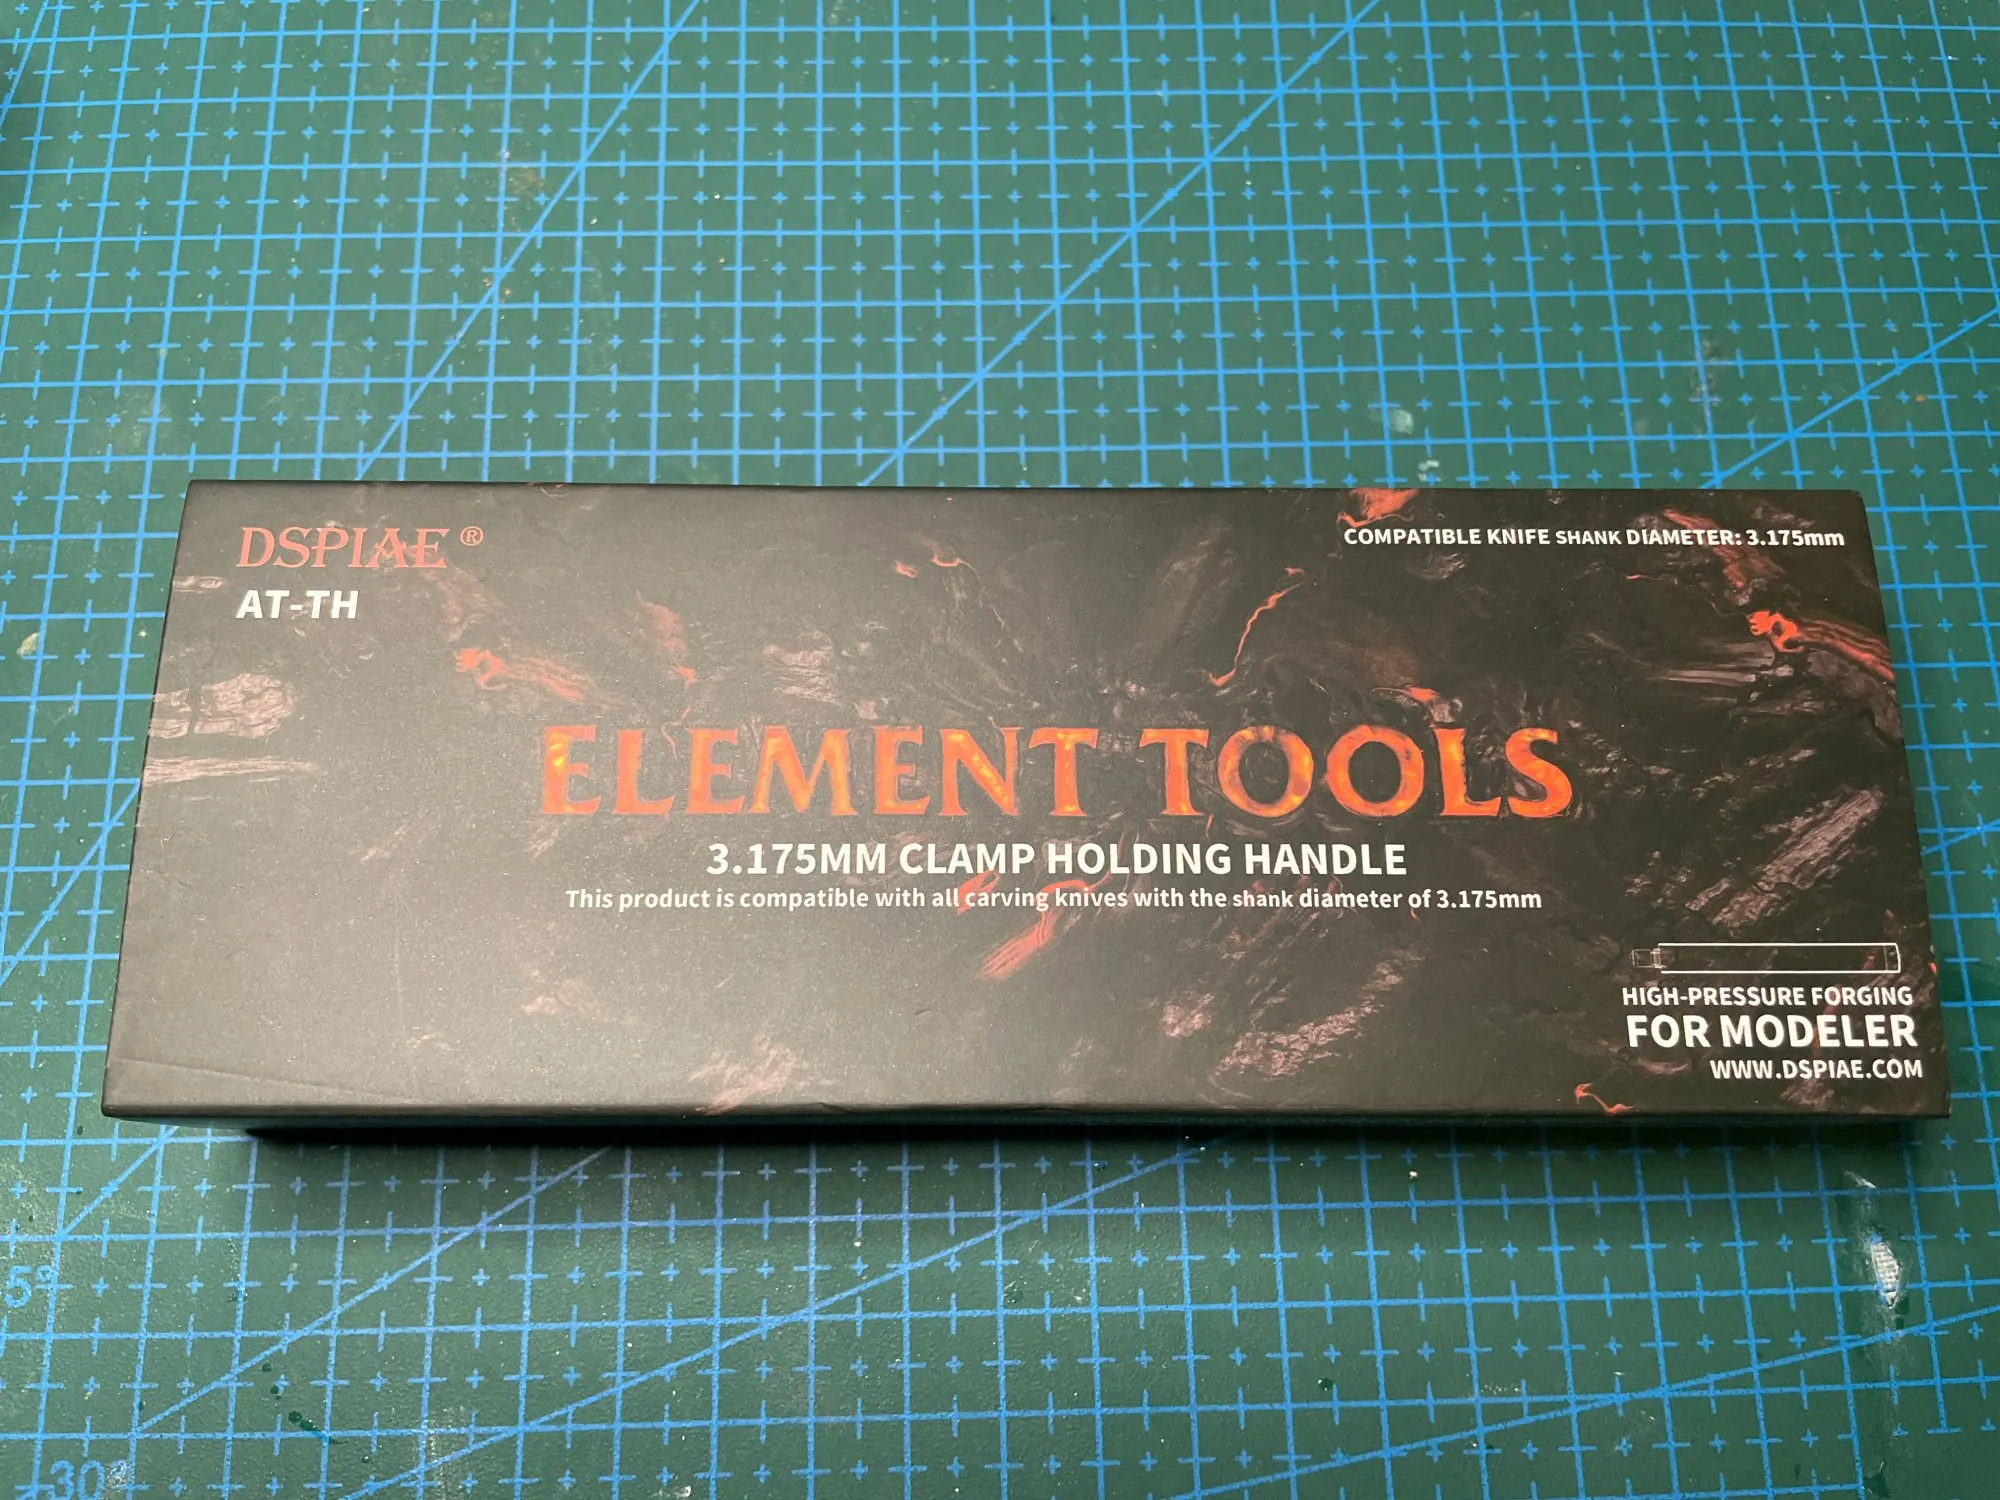 DSPIAE®
AT-TH
COMPATIBLE KNIFE SHANK DIAMETER: 3.175mm
ELEMENT TOOLS
3.175MM CLAMP HOLDING HANDLE
This product is compatible with all carving knives with the shank diameter of 3.175mm
HIGH-PRESSURE FORGING
FOR MODELER
WWW.DSPIAE.COM
5°
30°